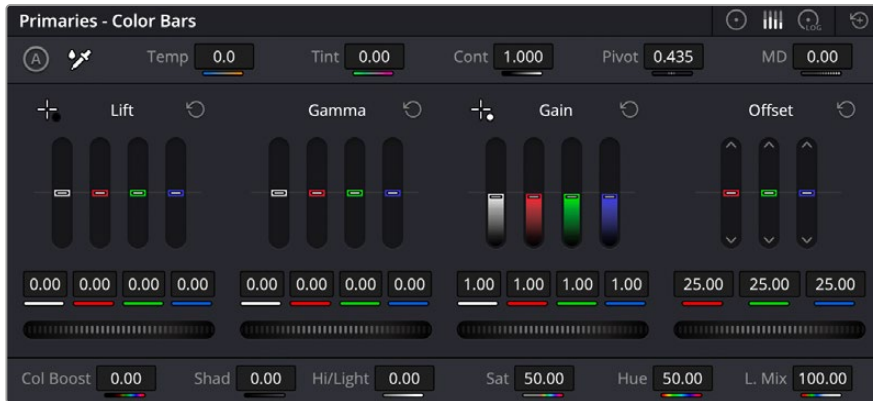 Primaries - Color Bars
LOG
A Temp 0.0 Tint 0.00 Cont 1.000 Pivot 0.435 MD 0.00
Lift Gamma Gain Offset
0.00 0.00 0.00 0.00 0.00 0.00 0.00 0.00 1.00 1.00 1.00 1.00 25.00 25.00 25.00
Col Boost 0.00 Shad 0.00 Hi/Light 0.00 Sat 50.00 Hue 50.00 L. Mix 100.00